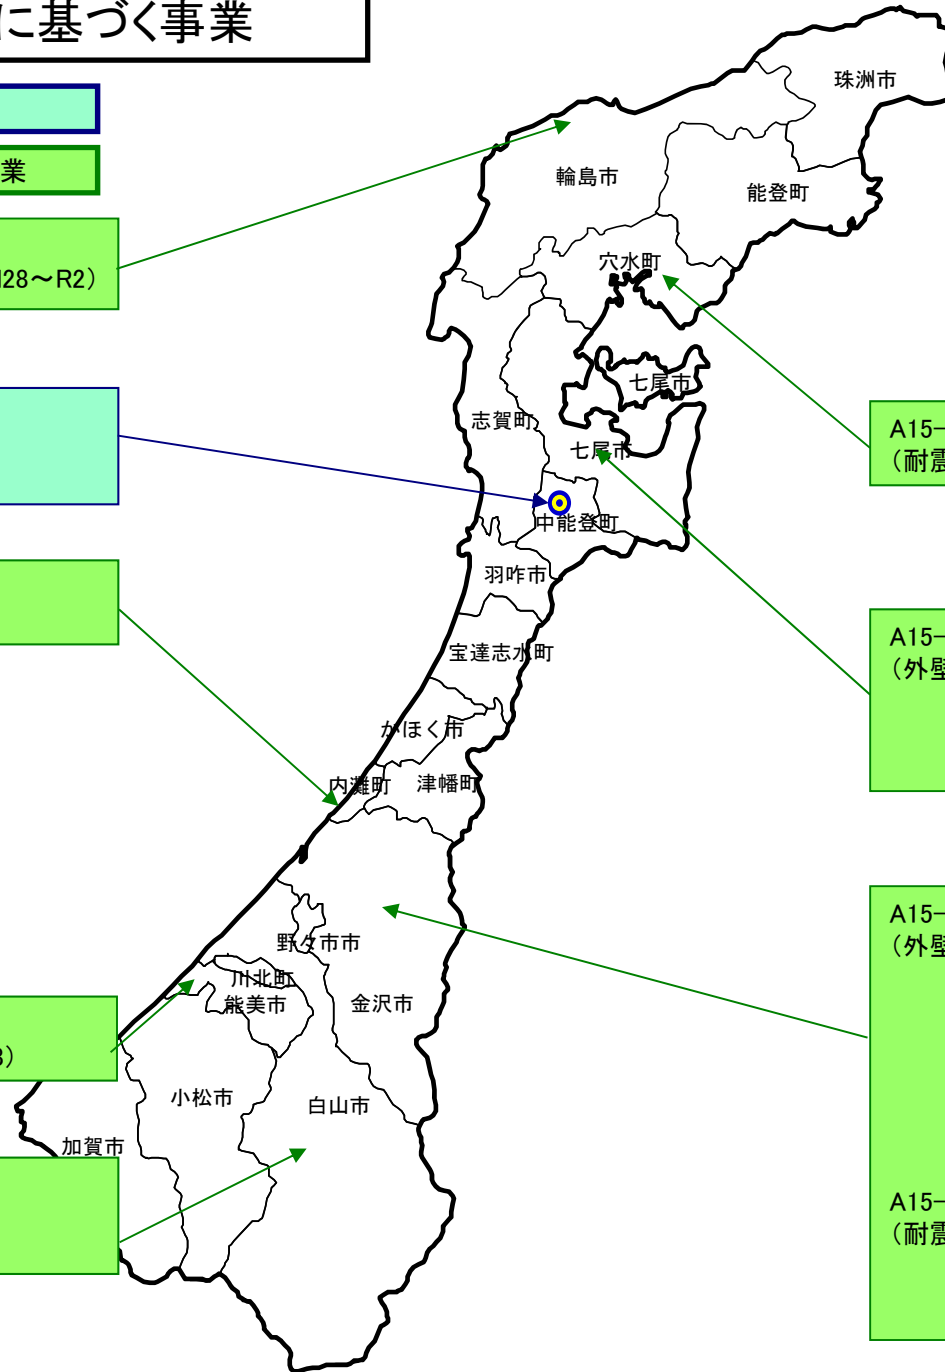 に基づく事業
業
珠洲市
輪島市
能登町
H28～R2）
穴水町
七尾市
志賀町
A15-
（耐震
七尾市
中能登町
羽咋市
A15-
（外壁
宝達志水町
かほく市
内灘町
津幡町
A15-
（外壁
野々市市
川北町
能美市
金沢市
3）
小松市
白山市
加賀市
A15-
（耐震